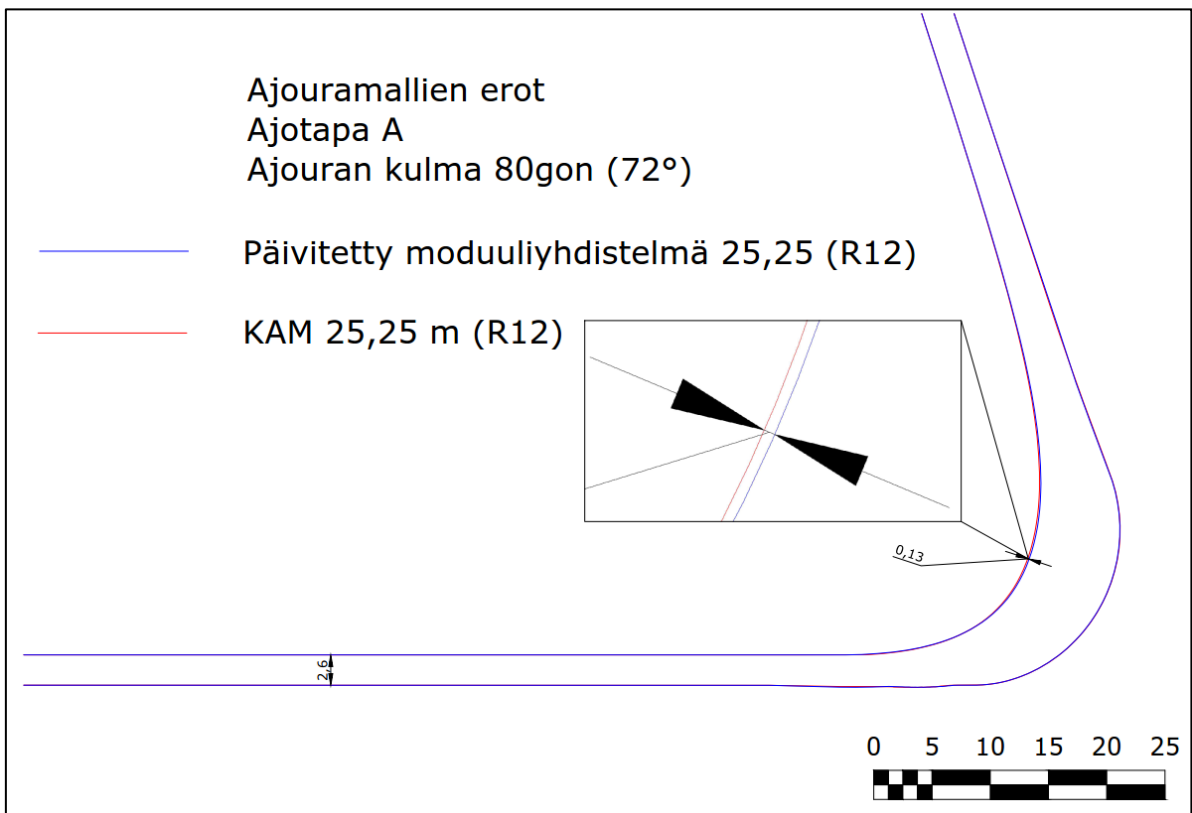 Ajouramallien erot
Ajotapa A
Ajouran kulma 80gon (72°)
Päivitetty moduuliyhdistelmä 25,25 (R12)
KAM 25,25 m (R12)
0,13
2,6
0 5 10 15 20 25